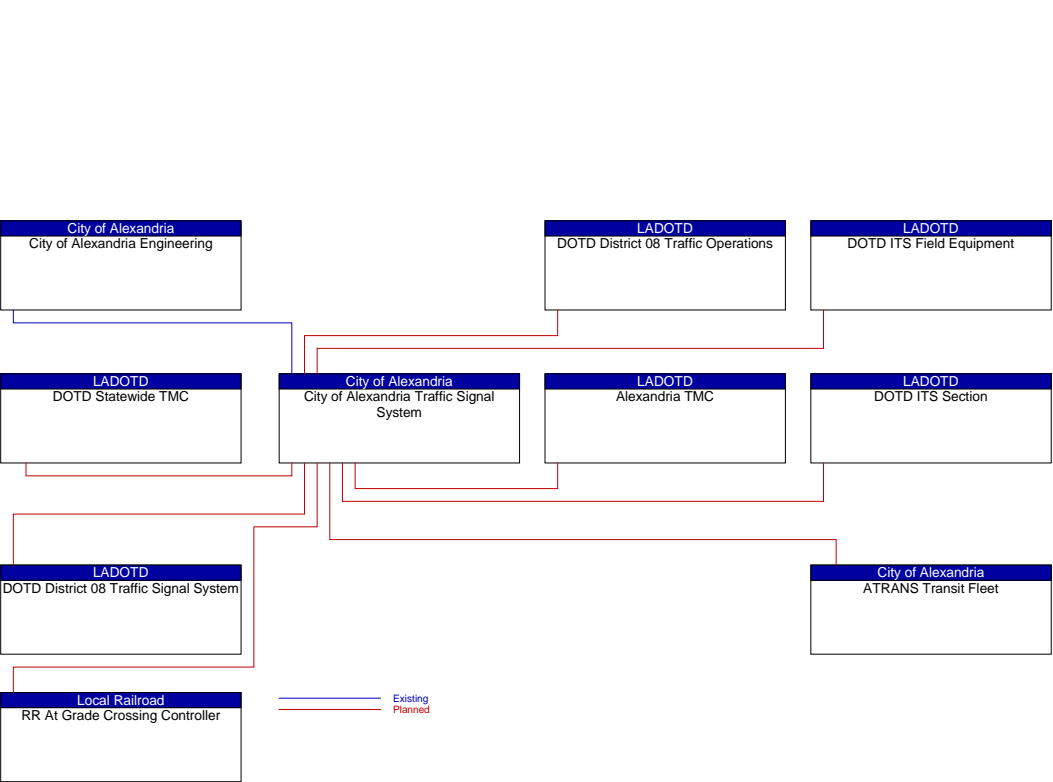 City of Alexandria
City of Alexandria Engineering
LADOTD
DOTD District 08 Traffic Operations
LADOTD
DOTD ITS Field Equipment
LADOTD
DOTD Statewide TMC
City of Alexandria
City of Alexandria Traffic Signal
System
LADOTD
Alexandria TMC
LADOTD
DOTD ITS Section
LADOTD
DOTD District 08 Traffic Signal System
City of Alexandria
ATRANS Transit Fleet
Local Railroad
RR At Grade Crossing Controller
Existing
Planned